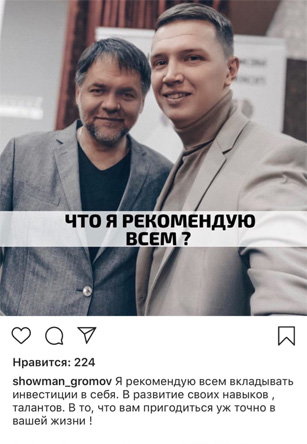 ЧТО Я РЕКОМЕНДУЮ
ВСЕМ ?
Нравится: 224
showman_gromov Я рекомендую всем вкладывать
инвестиции в себя. В развитие своих навыков ,
талантов. В то, что вам пригодиться уж точно в
вашей жизни !